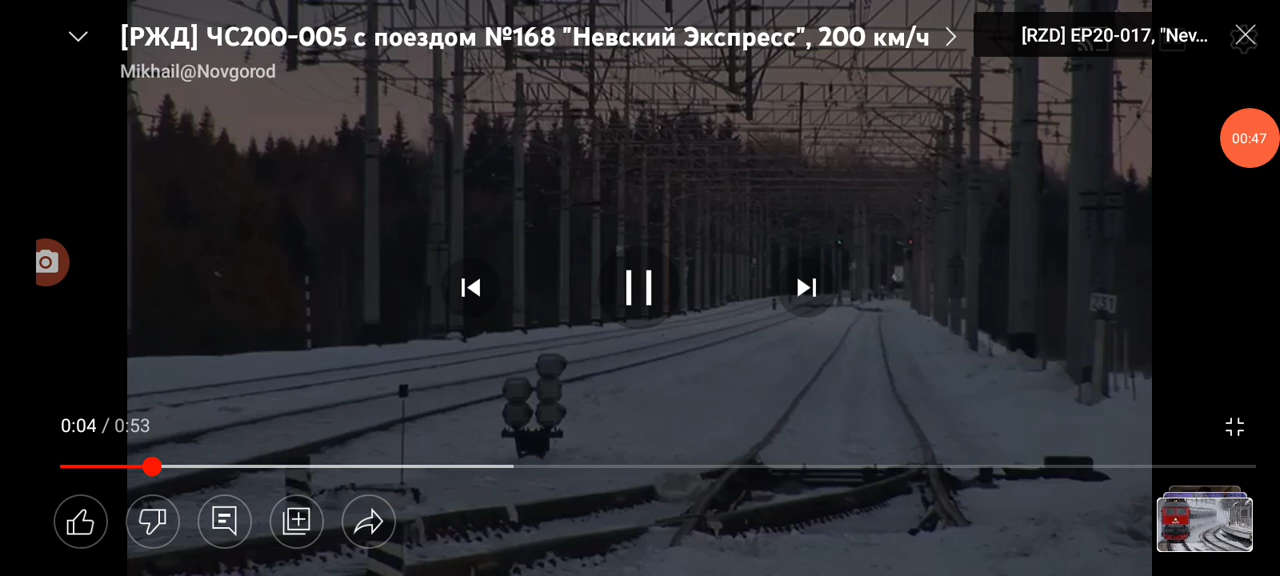 [РЖД] ЧС200-005 с поездом №168 "Невский Экспресс", 200 км/ч
[RZD] EP20-017, "Nev...
Mikhail@Novgorod
00:47
231
0:04 / 0:53